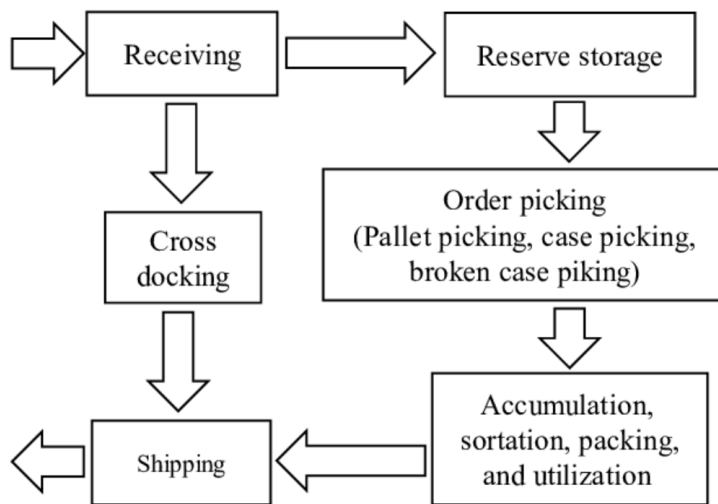 Receiving
Reserve storage
Order picking
(Pallet picking, case picking,
broken case piking)
Cross
docking
Accumulation,
sortation, packing,
and utilization
Shipping